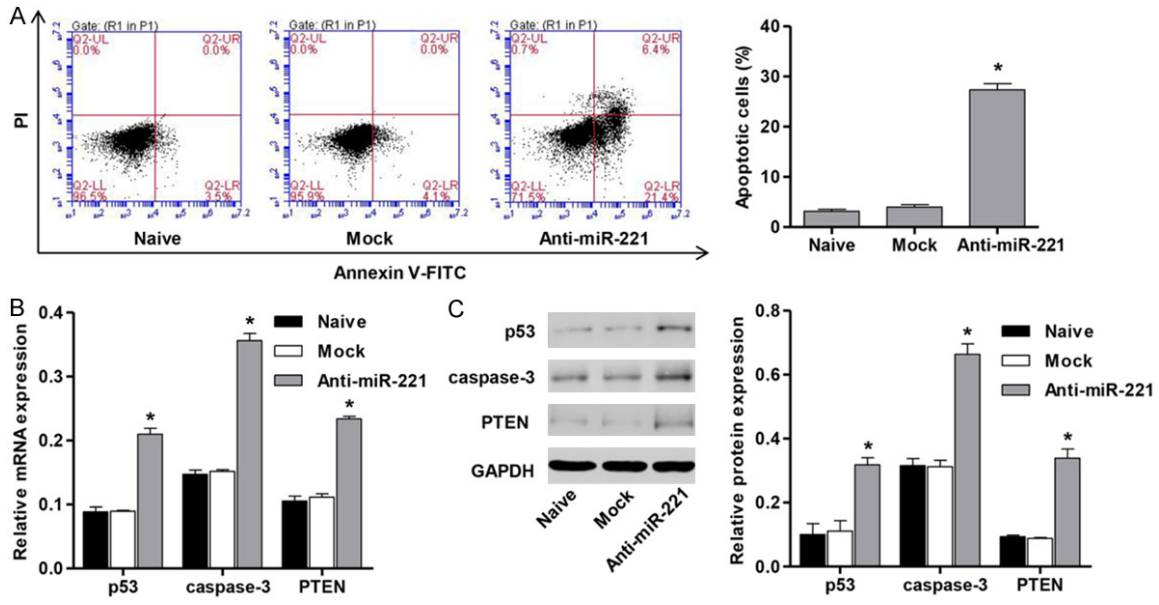 A
Gate: (R1 in P1)
Q2-UL
0.0%
Q2-UR
0.0%
Q2-LL
96.5%
Q2-LR
3.5%
Gate: (R1 in P1)
Q2-UL
0.0%
Q2-UR
0.0%
Q2-LL
95.9%
Q2-LR
4.1%
Gate: (R1 in P1)
Q2-UL
0.7%
Q2-UR
6.4%
Q2-LL
71.5%
Q2-LR
21.4%
PI
Naive
Mock
Anti-miR-221
Annexin V-FITC
Apoptotic cells (%)
40
30
20
10
0
*
Naive
Mock
Anti-miR-221
B
Relative mRNA expression
0.4
0.3
0.2
0.1
0.0
Naive
Mock
Anti-miR-221
*
*
*
p53
caspase-3
PTEN
C
p53
caspase-3
PTEN
GAPDH
Naive
Mock
Anti-miR-221
Relative protein expression
0.8
0.6
0.4
0.2
0.0
Naive
Mock
Anti-miR-221
*
*
*
p53
caspase-3
PTEN